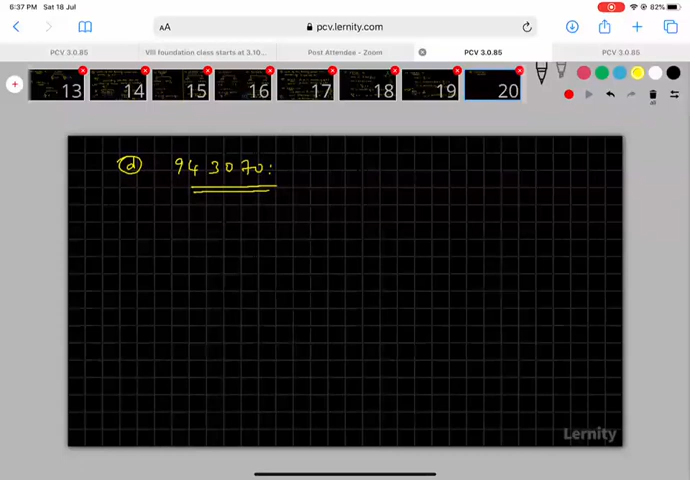 6:37 PM Sat 18 Jul
82%
AA
pcv.lernity.com
PCV 3.0.85
VIII foundation class starts at 3.10...
Post Attendee - Zoom
PCV 3.0.85
PCV 3.0.85
13
14
15
16
17
18
19
20
all
d 943070:
Lernity